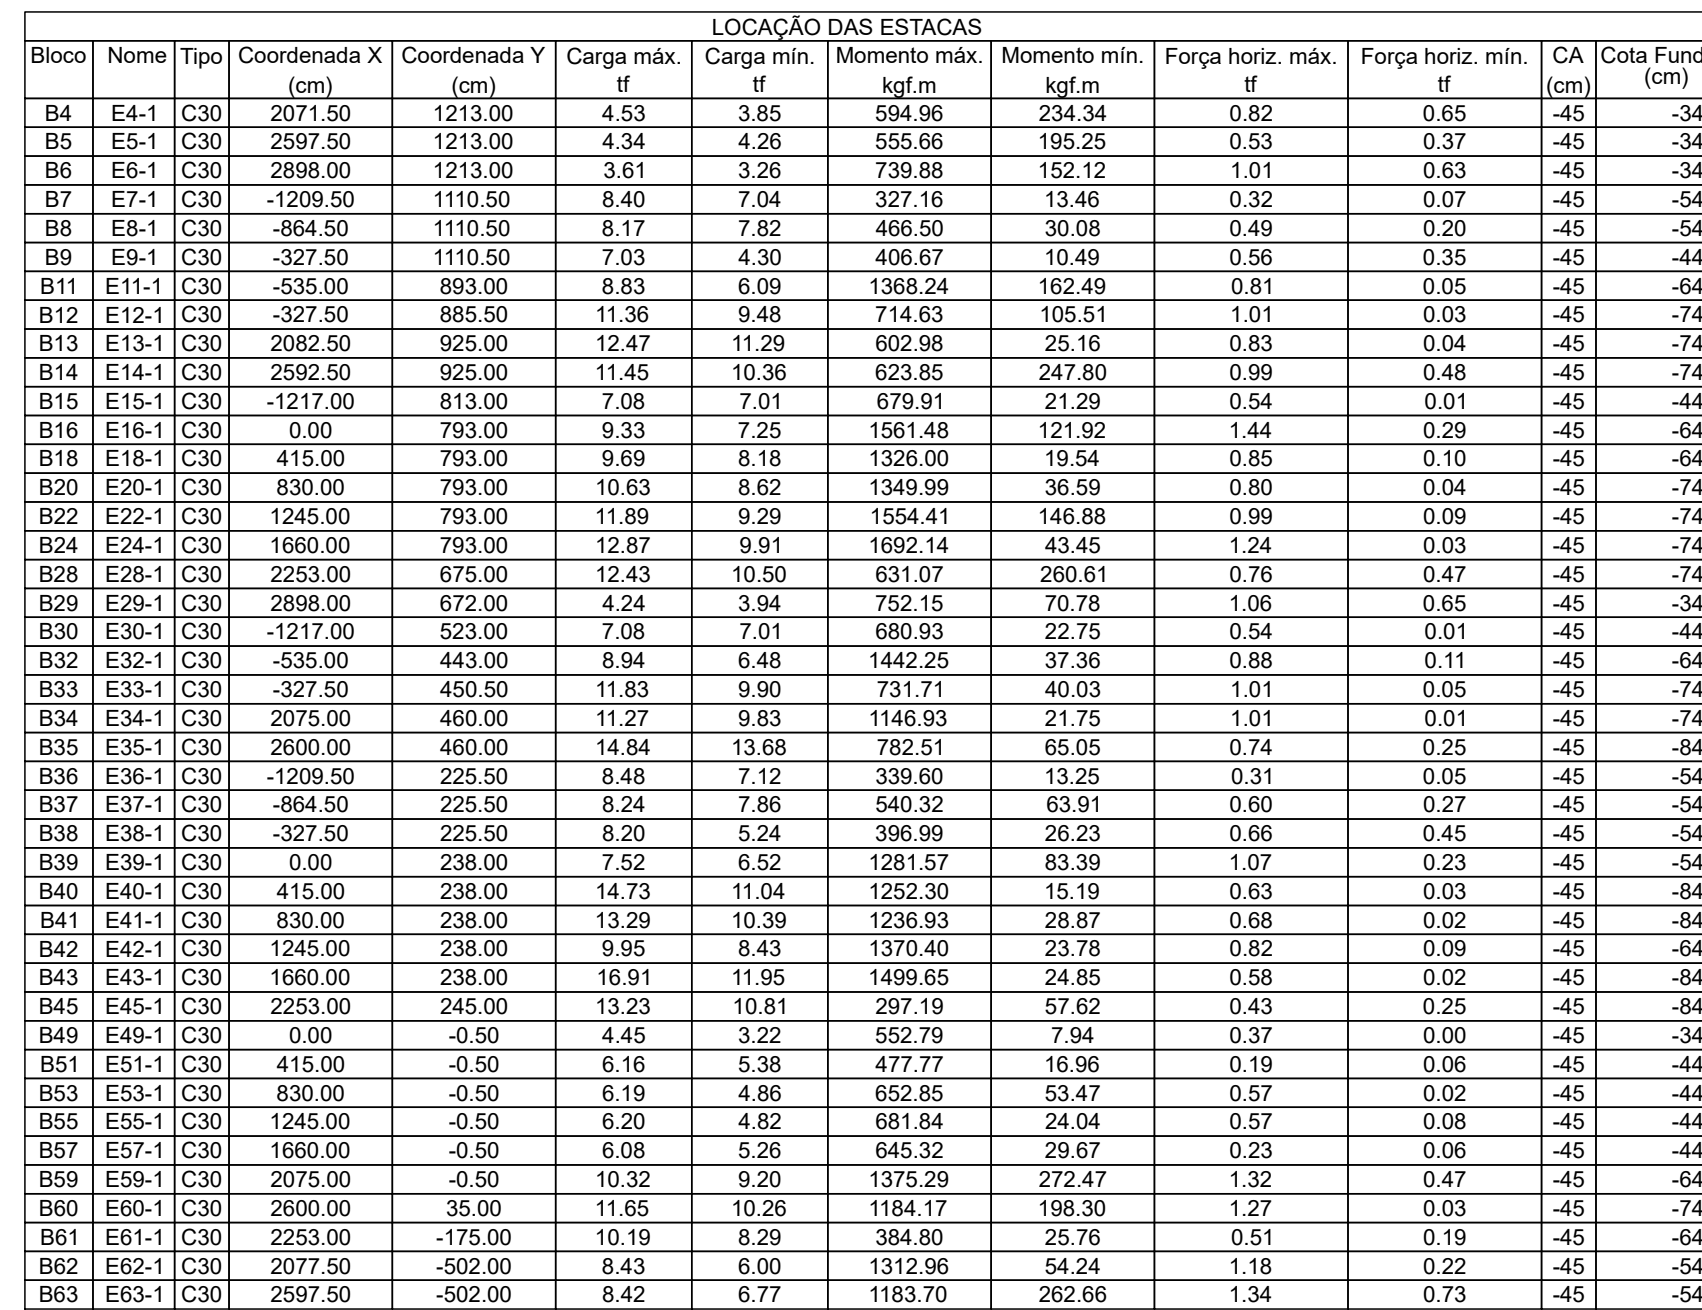 LOCAÇÃO DAS ESTACAS
Bloco Nome Tipo Coordenada X Coordenada Y Carga máx. Carga mín. Momento máx. Momento mín. Força horiz. máx. Força horiz. mín. CA Cota Fund
(cm) (cm) tf tf kgf.m kgf.m tf tf (cm) (cm)
B4 E4-1 C30 2071.50 1213.00 4.53 3.85 594.96 234.34 0.82 0.65 -45 -34
B5 E5-1 C30 2597.50 1213.00 4.34 4.26 555.66 195.25 0.53 0.37 -45 -34
B6 E6-1 C30 2898.00 1213.00 3.61 3.26 739.88 152.12 1.01 0.63 -45 -34
B7 E7-1 C30 -1209.50 1110.50 8.40 7.04 327.16 13.46 0.32 0.07 -45 -54
B8 E8-1 C30 -864.50 1110.50 8.17 7.82 466.50 30.08 0.49 0.20 -45 -54
B9 E9-1 C30 -327.50 1110.50 7.03 4.30 406.67 10.49 0.56 0.35 -45 -44
B11 E11-1 C30 -535.00 893.00 8.83 6.09 1368.24 162.49 0.81 0.05 -45 -64
B12 E12-1 C30 -327.50 885.50 11.36 9.48 714.63 105.51 1.01 0.03 -45 -74
B13 E13-1 C30 2082.50 925.00 12.47 11.29 602.98 25.16 0.83 0.04 -45 -74
B14 E14-1 C30 2592.50 925.00 11.45 10.36 623.85 247.80 0.99 0.48 -45 -74
B15 E15-1 C30 -1217.00 813.00 7.08 7.01 679.91 21.29 0.54 0.01 -45 -44
B16 E16-1 C30 0.00 793.00 9.33 7.25 1561.48 121.92 1.44 0.29 -45 -64
B18 E18-1 C30 415.00 793.00 9.69 8.18 1326.00 19.54 0.85 0.10 -45 -64
B20 E20-1 C30 830.00 793.00 10.63 8.62 1349.99 36.59 0.80 0.04 -45 -74
B22 E22-1 C30 1245.00 793.00 11.89 9.29 1554.41 146.88 0.99 0.09 -45 -74
B24 E24-1 C30 1660.00 793.00 12.87 9.91 1692.14 43.45 1.24 0.03 -45 -74
B28 E28-1 C30 2253.00 675.00 12.43 10.50 631.07 260.61 0.76 0.47 -45 -74
B29 E29-1 C30 2898.00 672.00 4.24 3.94 752.15 70.78 1.06 0.65 -45 -34
B30 E30-1 C30 -1217.00 523.00 7.08 7.01 680.93 22.75 0.54 0.01 -45 -44
B32 E32-1 C30 -535.00 443.00 8.94 6.48 1442.25 37.36 0.88 0.11 -45 -64
B33 E33-1 C30 -327.50 450.50 11.83 9.90 731.71 40.03 1.01 0.05 -45 -74
B34 E34-1 C30 2075.00 460.00 11.27 9.83 1146.93 21.75 1.01 0.01 -45 -74
B35 E35-1 C30 2600.00 460.00 14.84 13.68 782.51 65.05 0.74 0.25 -45 -84
B36 E36-1 C30 -1209.50 225.50 8.48 7.12 339.60 13.25 0.31 0.05 -45 -54
B37 E37-1 C30 -864.50 225.50 8.24 7.86 540.32 63.91 0.60 0.27 -45 -54
B38 E38-1 C30 -327.50 225.50 8.20 5.24 396.99 26.23 0.66 0.45 -45 -54
B39 E39-1 C30 0.00 238.00 7.52 6.52 1281.57 83.39 1.07 0.23 -45 -54
B40 E40-1 C30 415.00 238.00 14.73 11.04 1252.30 15.19 0.63 0.03 -45 -84
B41 E41-1 C30 830.00 238.00 13.29 10.39 1236.93 28.87 0.68 0.02 -45 -84
B42 E42-1 C30 1245.00 238.00 9.95 8.43 1370.40 23.78 0.82 0.09 -45 -64
B43 E43-1 C30 1660.00 238.00 16.91 11.95 1499.65 24.85 0.58 0.02 -45 -84
B45 E45-1 C30 2253.00 245.00 13.23 10.81 297.19 57.62 0.43 0.25 -45 -84
B49 E49-1 C30 0.00 -0.50 4.45 3.22 552.79 7.94 0.37 0.00 -45 -34
B51 E51-1 C30 415.00 -0.50 6.16 5.38 477.77 16.96 0.19 0.06 -45 -44
B53 E53-1 C30 830.00 -0.50 6.19 4.86 652.85 53.47 0.57 0.02 -45 -44
B55 E55-1 C30 1245.00 -0.50 6.20 4.82 681.84 24.04 0.57 0.08 -45 -44
B57 E57-1 C30 1660.00 -0.50 6.08 5.26 645.32 29.67 0.23 0.06 -45 -44
B59 E59-1 C30 2075.00 -0.50 10.32 9.20 1375.29 272.47 1.32 0.47 -45 -64
B60 E60-1 C30 2600.00 35.00 11.65 10.26 1184.17 198.30 1.27 0.03 -45 -74
B61 E61-1 C30 2253.00 -175.00 10.19 8.29 384.80 25.76 0.51 0.19 -45 -64
B62 E62-1 C30 2077.50 -502.00 8.43 6.00 1312.96 54.24 1.18 0.22 -45 -54
B63 E63-1 C30 2597.50 -502.00 8.42 6.77 1183.70 262.66 1.34 0.73 -45 -54